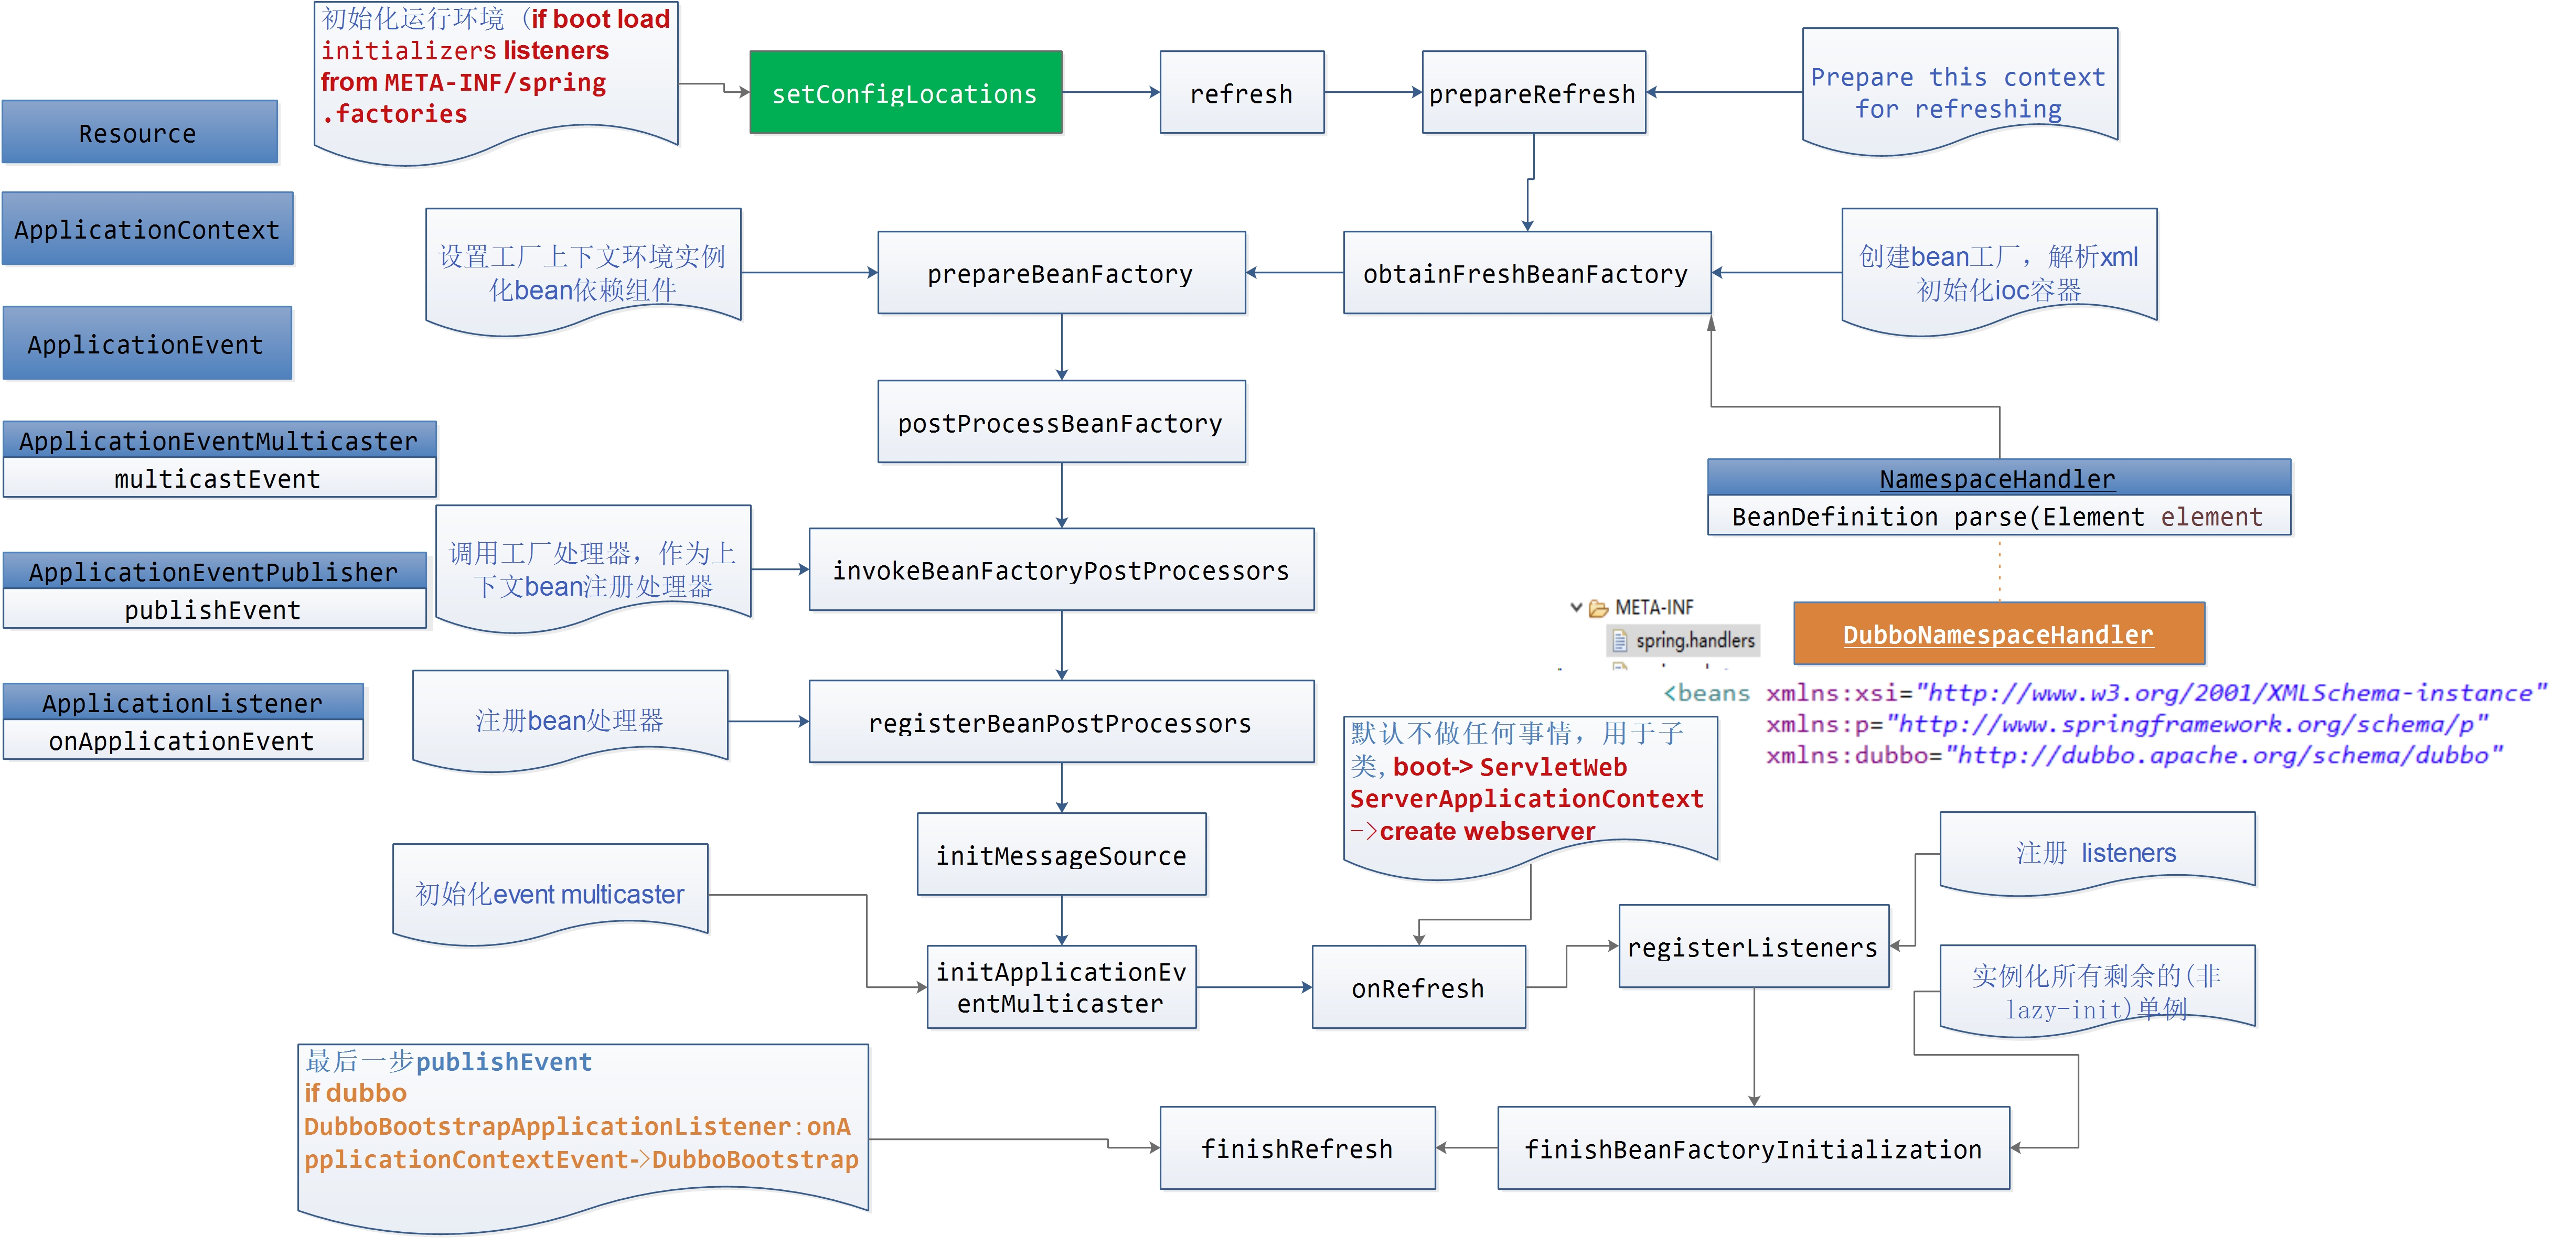 初始化运行环境（if boot load
initializers listeners
from META-INF/spring
.factories
setConfigLocations
refresh
prepareRefresh
Prepare this context
for refreshing
Resource
ApplicationContext
ApplicationEvent
ApplicationEventMulticaster
multicastEvent
ApplicationEventPublisher
publishEvent
ApplicationListener
onApplicationEvent
设置工厂上下文环境实例
化bean依赖组件
prepareBeanFactory
obtainFreshBeanFactory
创建bean工厂，解析xml
初始化ioc容器
postProcessBeanFactory
NamespaceHandler
BeanDefinition parse(Element element
调用工厂处理器，作为上
下文bean注册处理器
invokeBeanFactoryPostProcessors
META-INF
spring.handlers
DubboNamespaceHandler
<beans xmlns:xsi="http://www.w3.org/2001/XMLSchema-instance"
xmlns:p="http://www.springframework.org/schema/p"
xmlns:dubbo="http://dubbo.apache.org/schema/dubbo"
注册bean处理器
registerBeanPostProcessors
默认不做任何事情，用于子
类,boot-> ServletWeb
ServerApplicationContext
->create webserver
initMessageSource
注册 listeners
初始化event multicaster
initApplicationEv
entMulticaster
onRefresh
registerListeners
实例化所有剩余的(非
lazy-init)单例
最后一步publishEvent
if dubbo
DubboBootstrapApplicationListener:onA
pplicationContextEvent->DubboBootstrap
finishRefresh
finishBeanFactoryInitialization